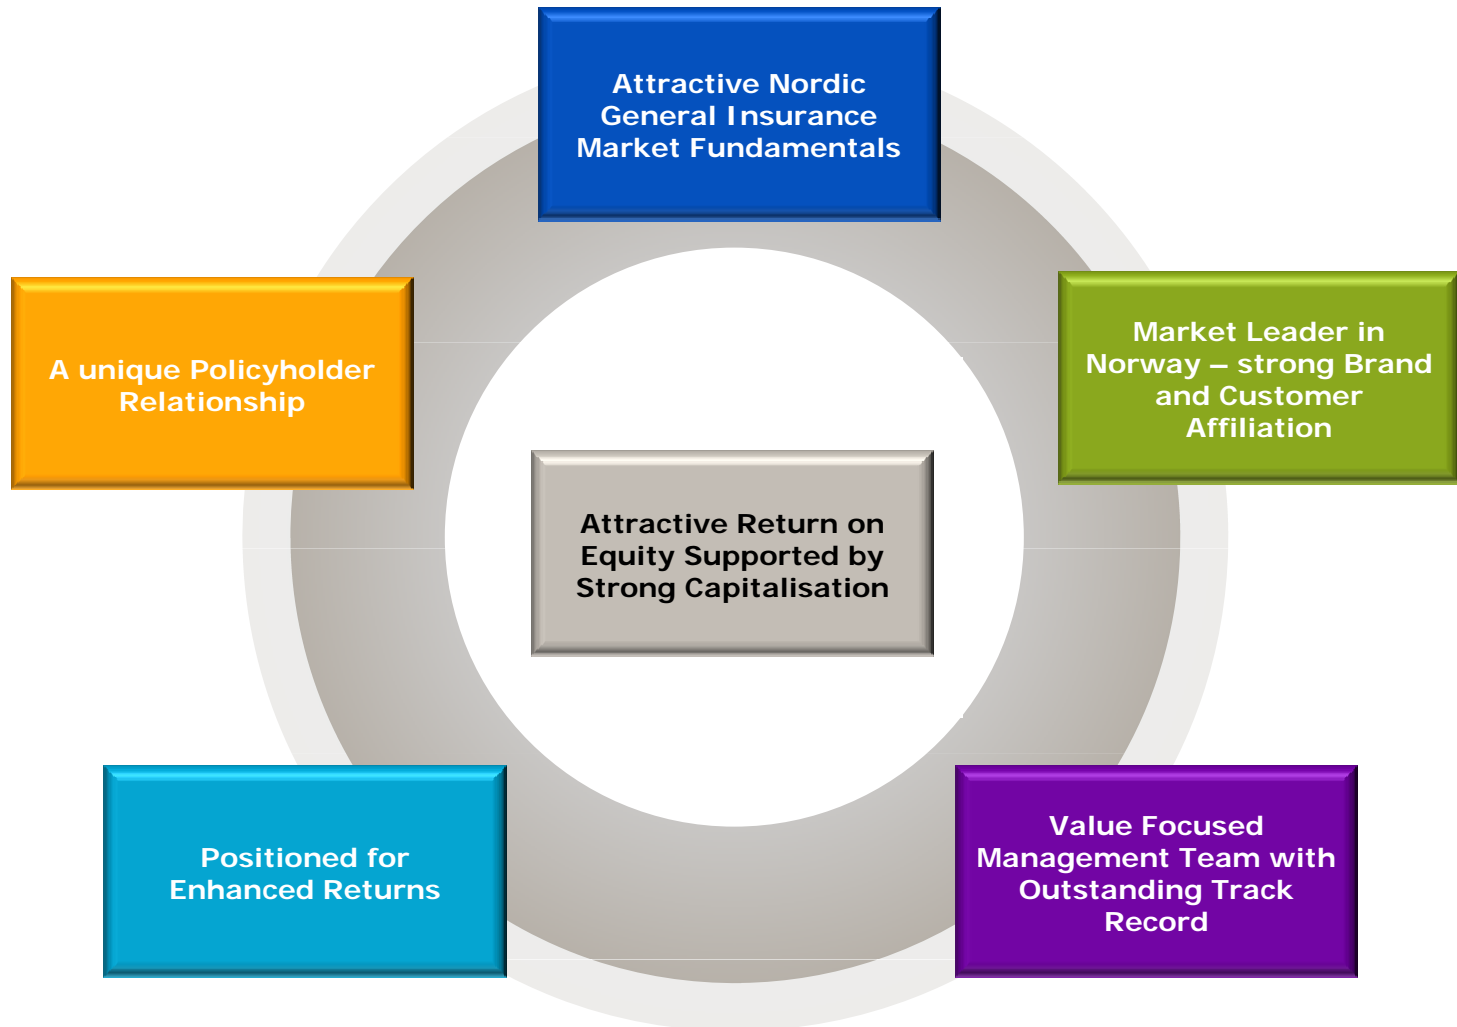 Attractive Nordic
General Insurance
Market Fundamentals
A unique Policyholder
Relationship
Market Leader in
Norway – strong Brand
and Customer
Affiliation
Attractive Return on
Equity Supported by
Strong Capitalisation
Positioned for
Enhanced Returns
Value Focused
Management Team with
Outstanding Track
Record